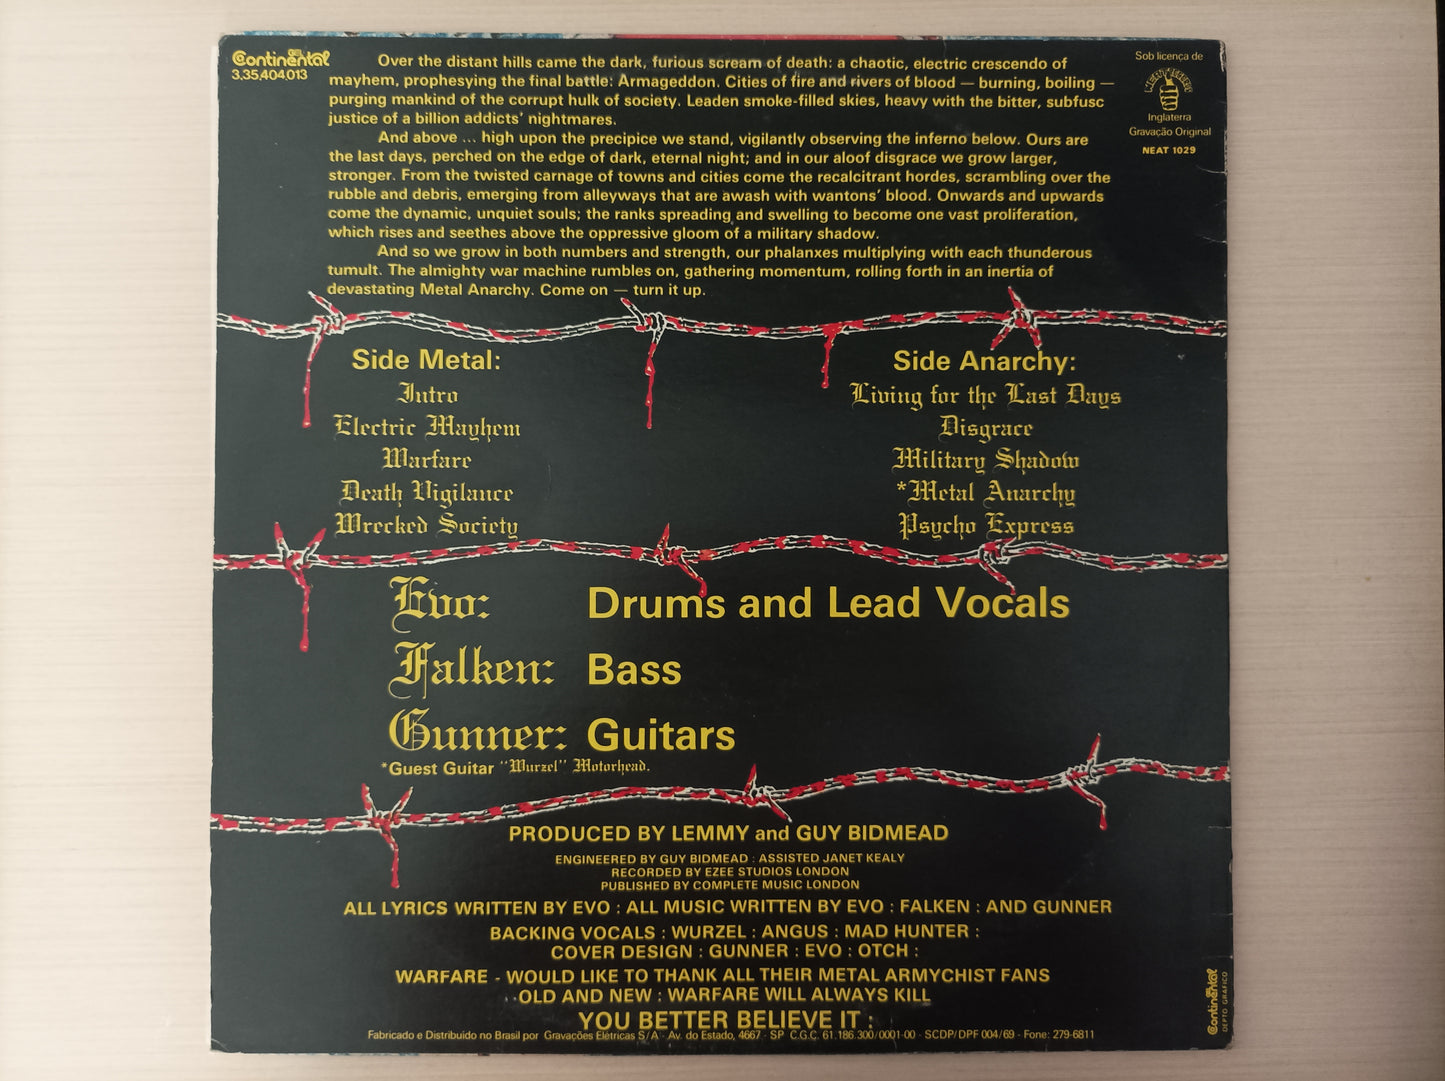 GEL
Continental
3.35.404.013
Over the distant hills came the dark, furious scream of death: a chaotic, electric crescendo of
mayhem, prophesying the final battle: Armageddon. Cities of fire and rivers of blood — burning, boiling —
purging mankind of the corrupt hulk of society. Leaden smoke-filled skies, heavy with the bitter, subfusc
justice of a billion addicts' nightmares.
And above ... high upon the precipice we stand, vigilantly observing the inferno below. Ours are
the last days, perched on the edge of dark, eternal night; and in our aloof disgrace we grow larger,
stronger. From the twisted carnage of towns and cities come the recalcitrant hordes, scrambling over the
rubble and debris, emerging from alleyways that are awash with wantons' blood. Onwards and upwards
come the dynamic, unquiet souls; the ranks spreading and swelling to become one vast proliferation,
which rises and seethes above the oppressive gloom of a military shadow.
And so we grow in both numbers and strength, our phalanxes multiplying with each thunderous
tumult. The almighty war machine rumbles on, gathering momentum, rolling forth in an inertia of
devastating Metal Anarchy. Come on — turn it up.
Sob licença de
Inglaterra
Gravação Original
NEAT 1029
Side Metal:
Intro
Electric Mayhem
Warfare
Death Vigilance
Wrecked Society
Side Anarchy:
Living for the Last Days
Disgrace
Military Shadow
*Metal Anarchy
Psycho Express
Evo: Drums and Lead Vocals
Falken: Bass
Gunner: Guitars
*Guest Guitar "Wurzel" Motorhead.
PRODUCED BY LEMMY and GUY BIDMEAD
ENGINEERED BY GUY BIDMEAD : ASSISTED JANET KEALY
RECORDED BY EZEE STUDIOS LONDON
PUBLISHED BY COMPLETE MUSIC LONDON
ALL LYRICS WRITTEN BY EVO : ALL MUSIC WRITTEN BY EVO : FALKEN : AND GUNNER
BACKING VOCALS : WURZEL : ANGUS : MAD HUNTER :
COVER DESIGN : GUNNER : EVO : OTCH :
WARFARE - WOULD LIKE TO THANK ALL THEIR METAL ARMYCHIST FANS
OLD AND NEW : WARFARE WILL ALWAYS KILL
YOU BETTER BELIEVE IT :
Fabricado e Distribuído no Brasil por Gravações Elétricas S/A · Av. do Estado, 4667 · SP C.G.C. 61.186.300/0001-00 · SCDP/DPF 004/69 · Fone: 279-6811
Continental
DEPTO GRÁFICO